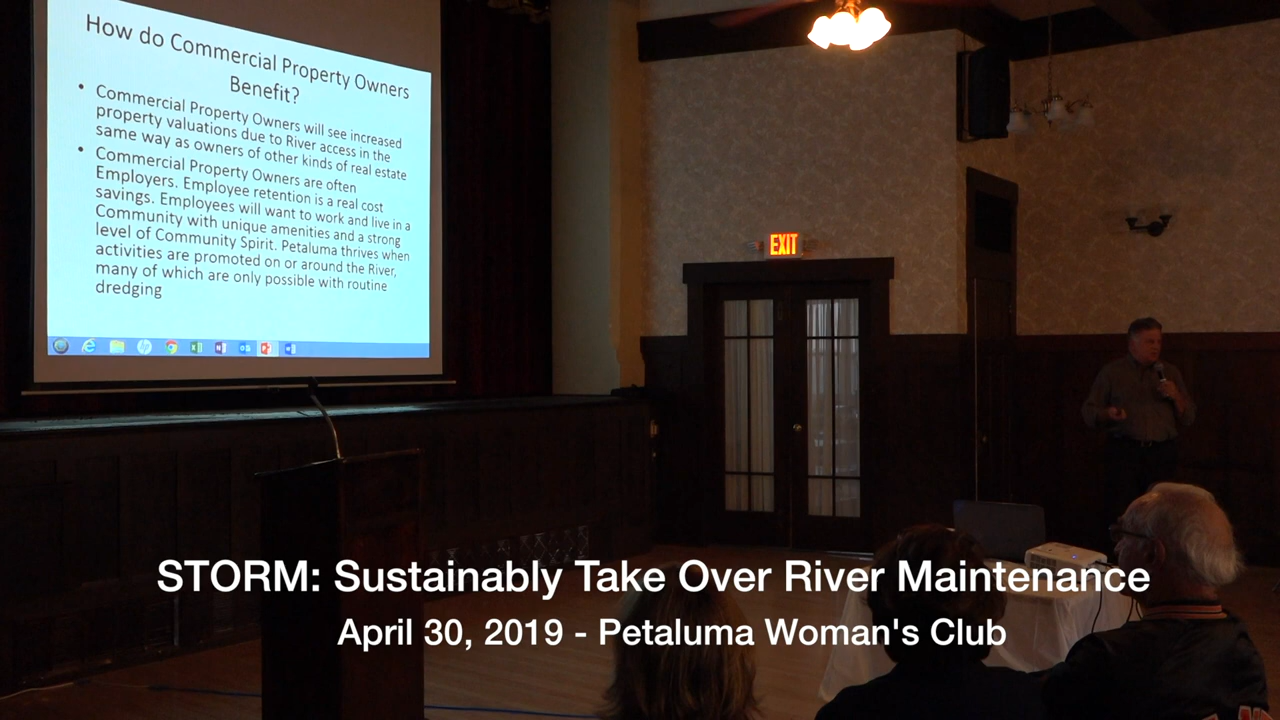 How do Commercial Property Owners
Benefit?
• Commercial Property Owners will see increased
property valuations due to River access in the
same way as owners of other kinds of real estate
• Commercial Property Owners are often
Employers. Employee retention is a real cost
savings. Employees will want to work and live in a
Community with unique amenities and a strong
level of Community Spirit. Petaluma thrives when
activities are promoted on or around the River,
many of which are only possible with routine
dredging
EXIT
STORM: Sustainably Take Over River Maintenance
April 30, 2019 - Petaluma Woman's Club